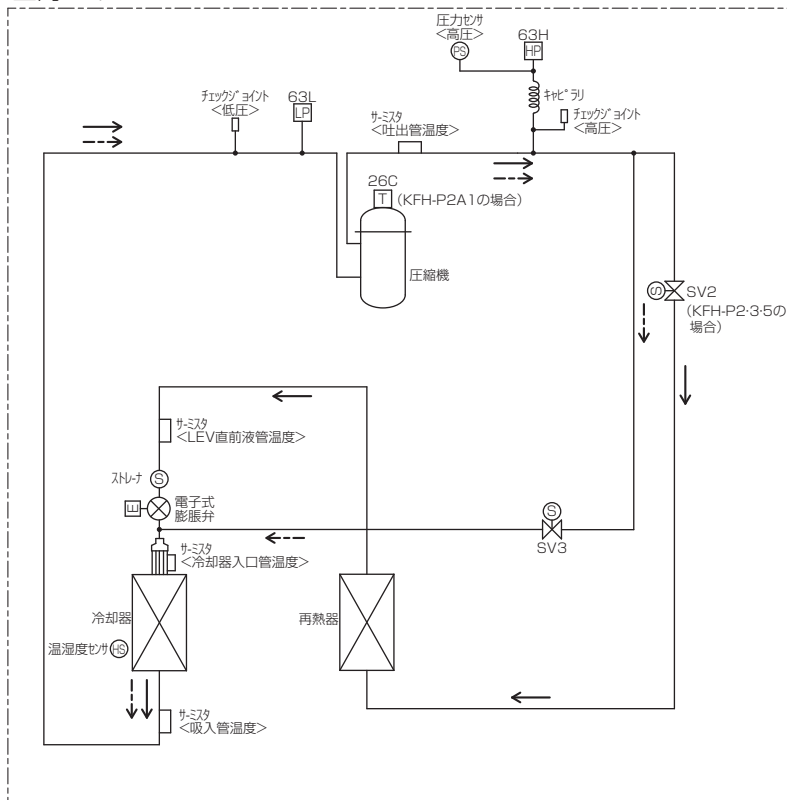 圧力センサ
<高圧>
PS
63H
HP
キャピラリ
チェックジョイント
<高圧>
チェックジョイント
<低圧>
63L
LP
サーミスタ
<吐出管温度>
26C
T
(KFH-P2A1の場合)
圧縮機
S
SV2
(KFH-P2·3·5の
場合)
サーミスタ
<LEV直前液管温度>
ストレーナ
S
E
電子式
膨脹弁
S
SV3
サーミスタ
<冷却器入口管温度>
冷却器
再熱器
温湿度センサ
HS
サーミスタ
<吸入管温度>